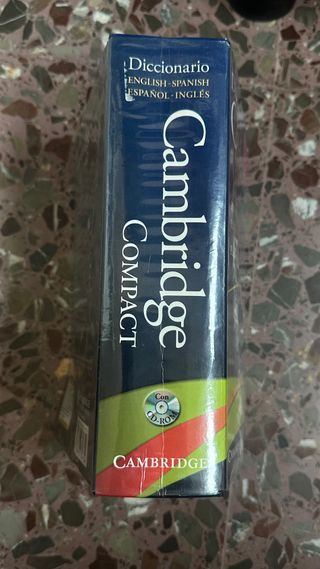 Diccionario
ENGLISH-SPANISH
ESPAÑOL-INGLÉS
Cambridge
COMPACT
Con
CD-ROM
CAMBRIDGE